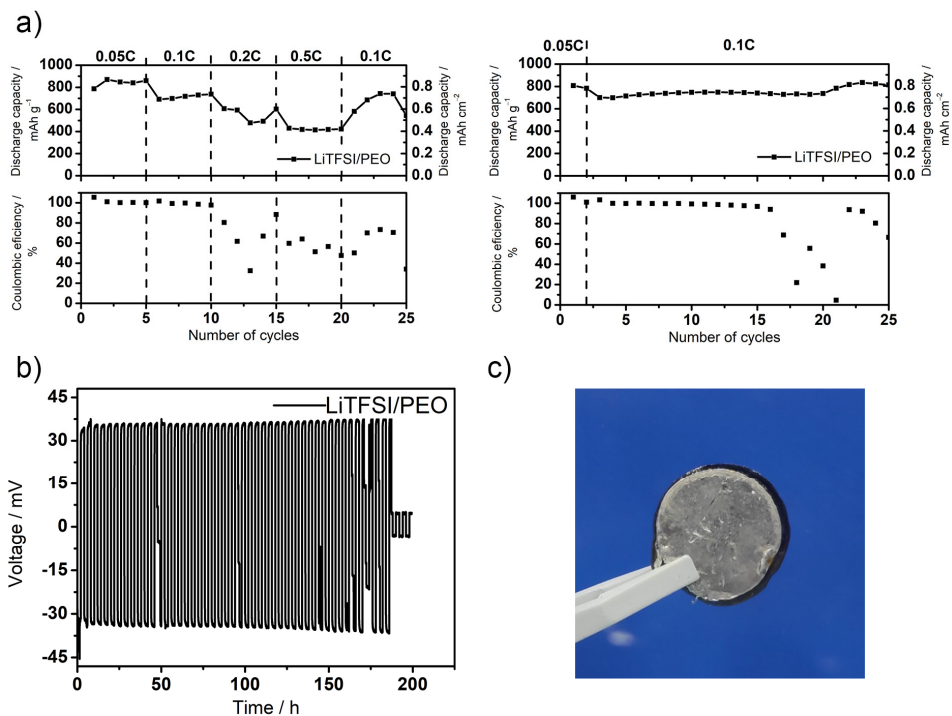 a)
0.05C 0.1C 0.2C 0.5C 0.1C
Discharge capacity /
mAh g⁻¹
1000
800
600
400
200
0
LiTFSI/PEO
0.8
0.6
0.4
0.2
0.0
Discharge capacity /
mAh cm⁻²
Coulombic eficiency /
%
100
80
60
40
20
0
0 5 10 15 20 25
Number of cycles
0.05C 0.1C
Discharge capacity /
mAh g⁻¹
1000
800
600
400
200
0
LiTFSI/PEO
1.0
0.8
0.6
0.4
0.2
0.0
Discharge capacity /
mAh cm⁻²
Coulombic eficiency /
%
100
80
60
40
20
0
0 5 10 15 20 25
Number of cycles
b)
LiTFSI/PEO
Voltage / mV
45
30
15
0
-15
-30
-45
0 50 100 150 200
Time / h
c)